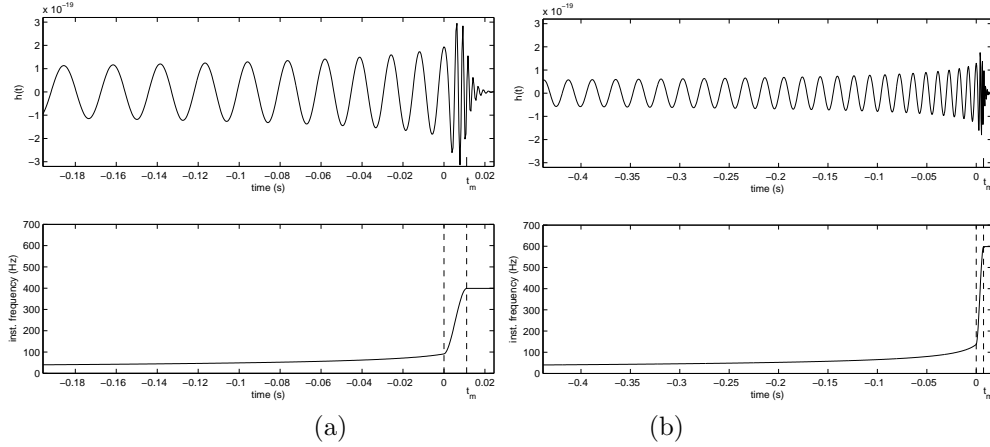 x 10⁻¹⁹
3
2
1
0
−1
−2
−3
h(t)
−0.18 −0.16 −0.14 −0.12 −0.1 −0.08 −0.06 −0.04 −0.02 0 0.02
t_m
time (s)
x 10⁻¹⁹
3
2
1
0
−1
−2
−3
h(t)
−0.4 −0.35 −0.3 −0.25 −0.2 −0.15 −0.1 −0.05 0
t_m
time (s)
700
600
500
400
300
200
100
0
inst. frequency (Hz)
−0.18 −0.16 −0.14 −0.12 −0.1 −0.08 −0.06 −0.04 −0.02 0 0.02
t_m
time (s)
700
600
500
400
300
200
100
0
inst. frequency (Hz)
−0.4 −0.35 −0.3 −0.25 −0.2 −0.15 −0.1 −0.05 0
t_m
time (s)
(a) (b)